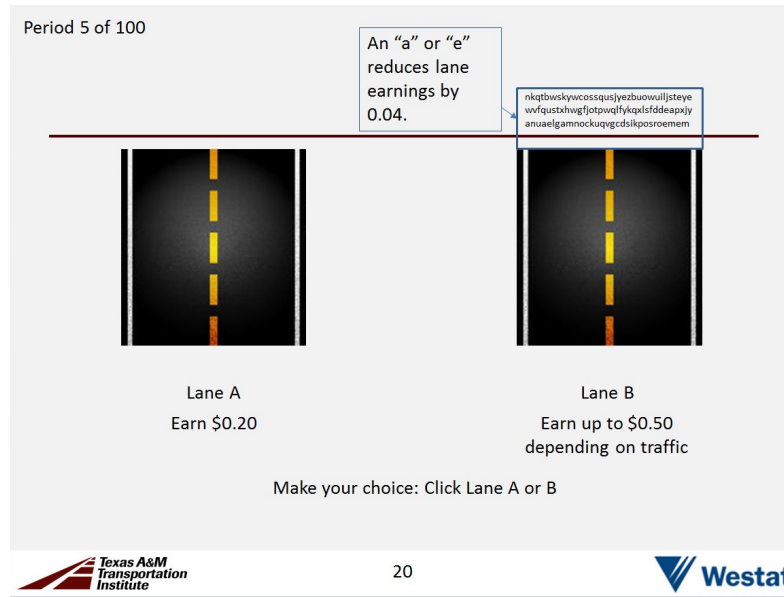 Period 5 of 100
An “a” or “e”
reduces lane
earnings by
0.04.
nkqtbwskywcossqusjyezbuowuiljsteye
wvfqustxhwgfjotpwqlfykqxlsfddeapxjy
anuaelgamnockuqvgcdsikposroemem
Lane A
Earn $0.20
Lane B
Earn up to $0.50
depending on traffic
Make your choice: Click Lane A or B
Texas A&M
Transportation
Institute
20
Westat